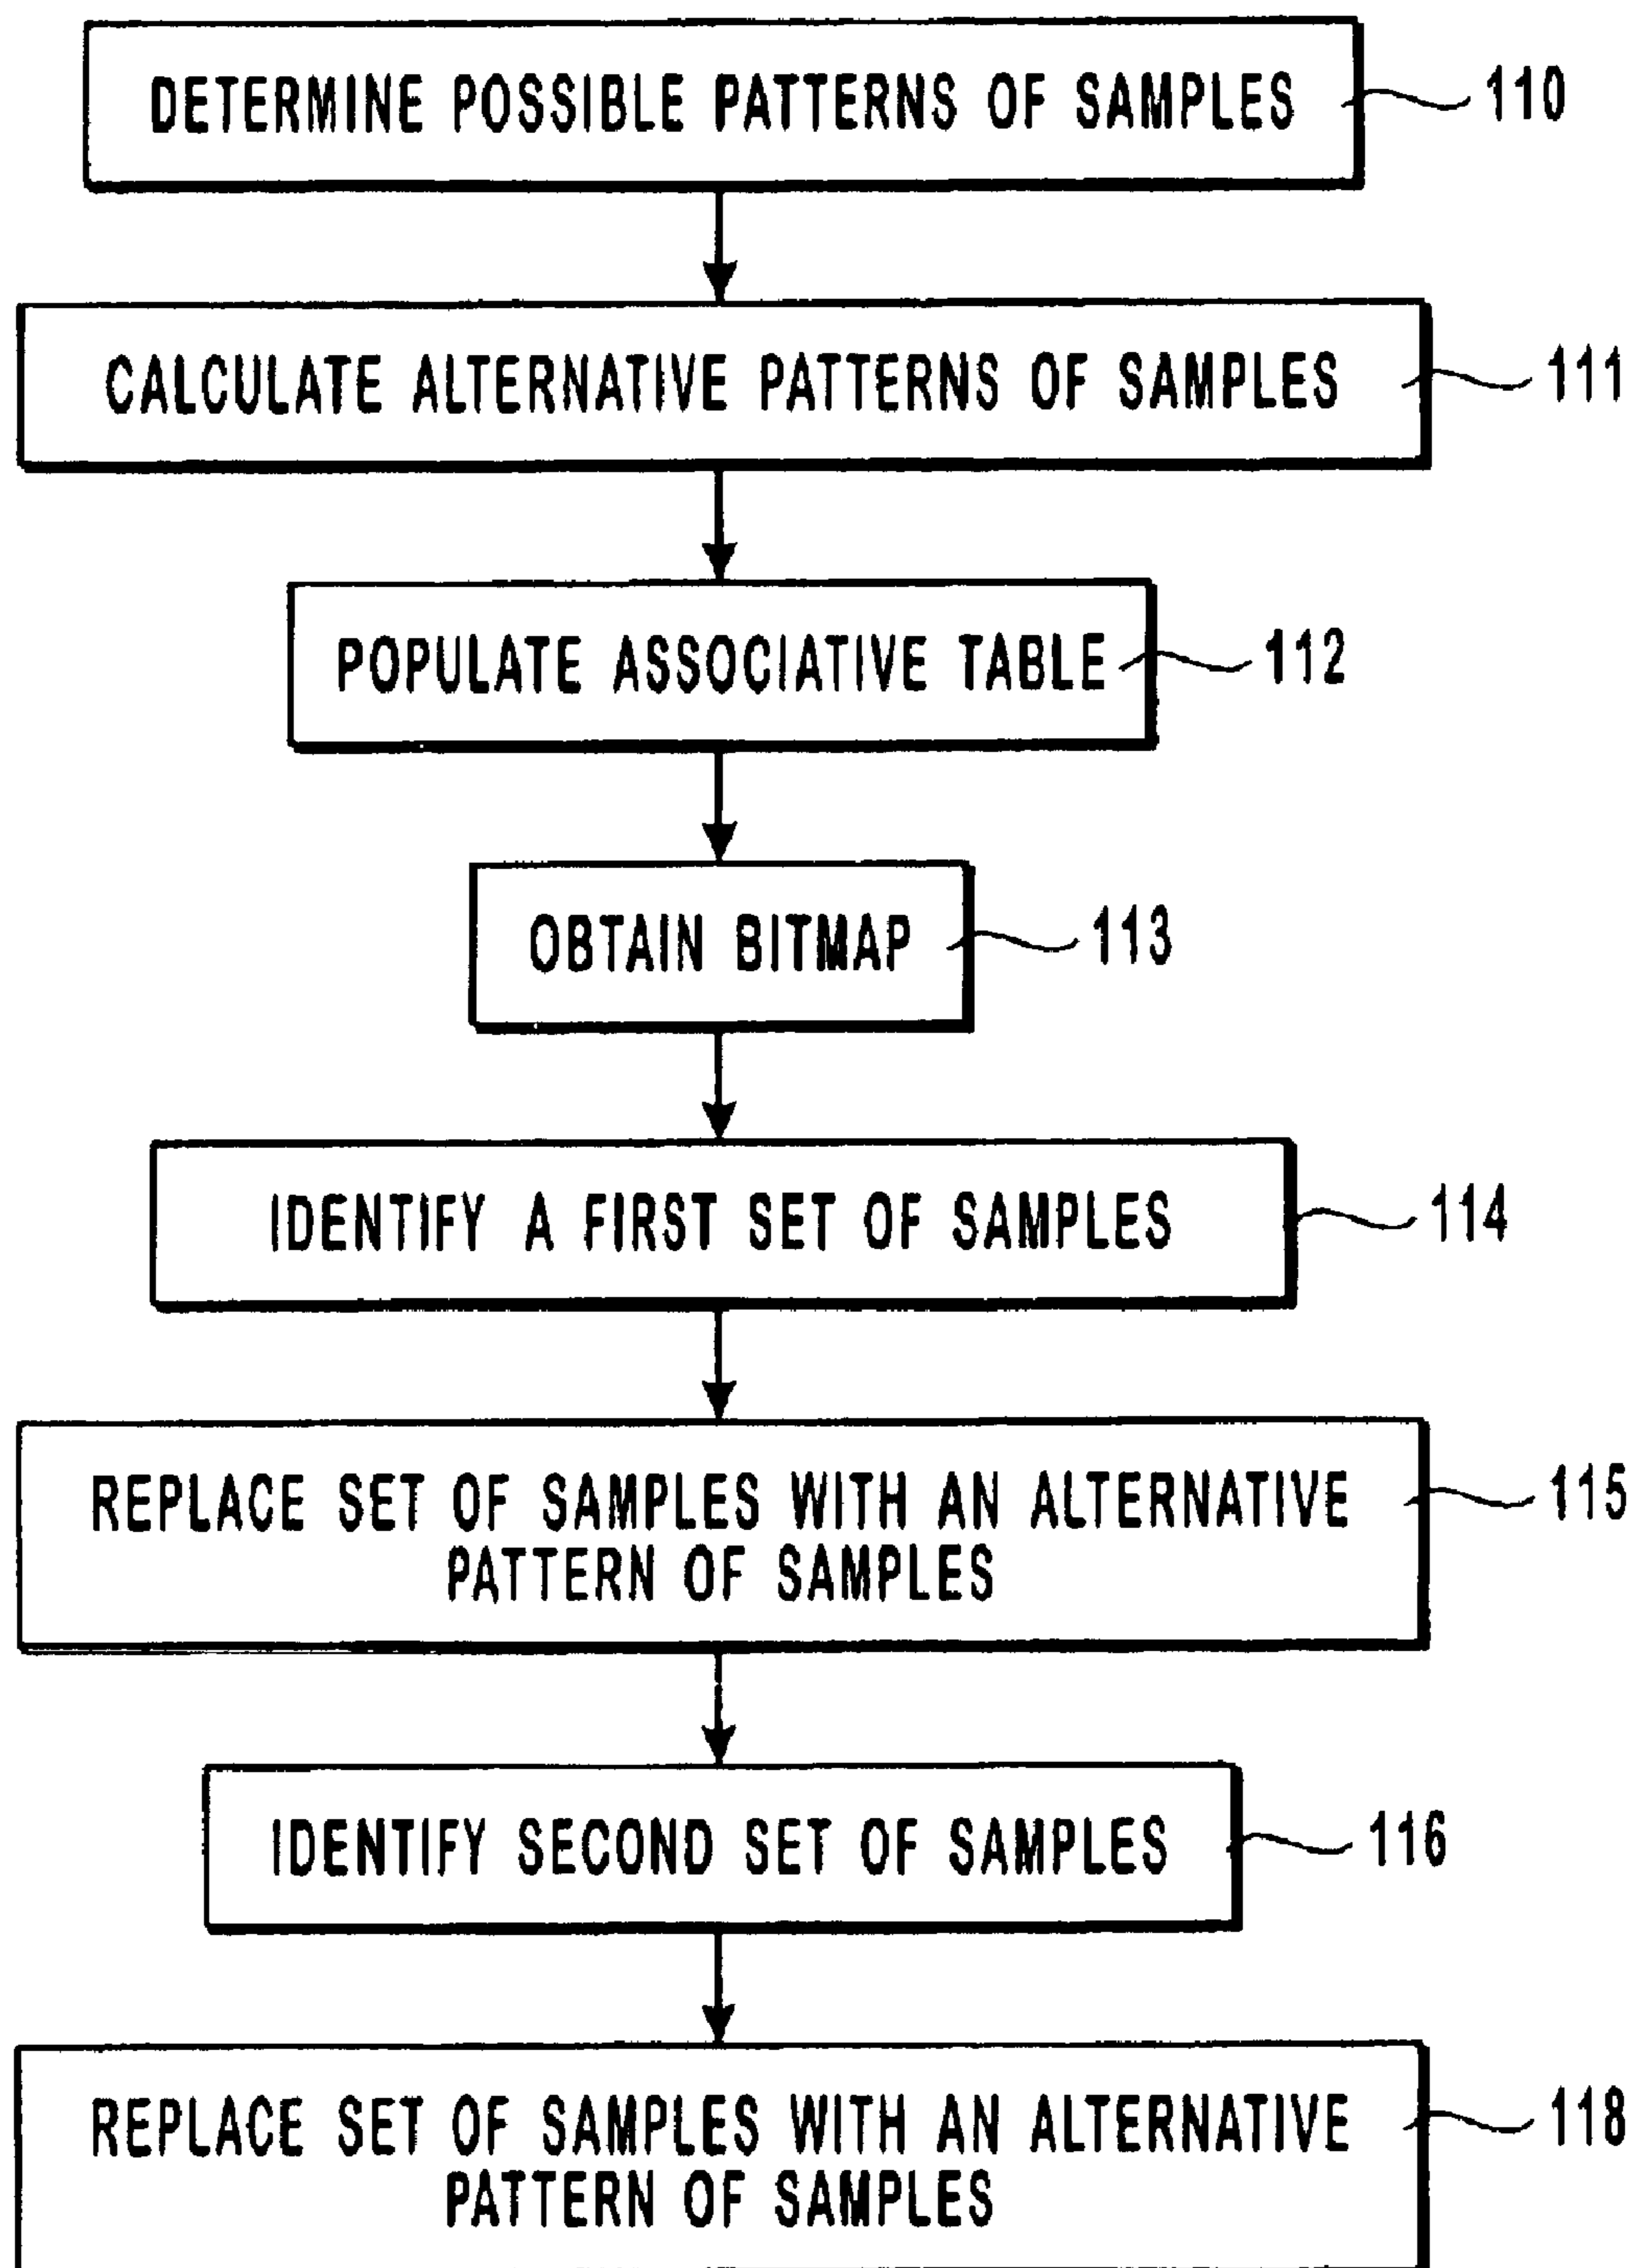 DETERMINE POSSIBLE PATTERNS OF SAMPLES 110
CALCULATE ALTERNATIVE PATTERNS OF SAMPLES 111
POPULATE ASSOCIATIVE TABLE 112
OBTAIN BITMAP 113
IDENTIFY A FIRST SET OF SAMPLES 114
REPLACE SET OF SAMPLES WITH AN ALTERNATIVE 115
PATTERN OF SAMPLES
IDENTIFY SECOND SET OF SAMPLES 116
REPLACE SET OF SAMPLES WITH AN ALTERNATIVE 118
PATTERN OF SAMPLES